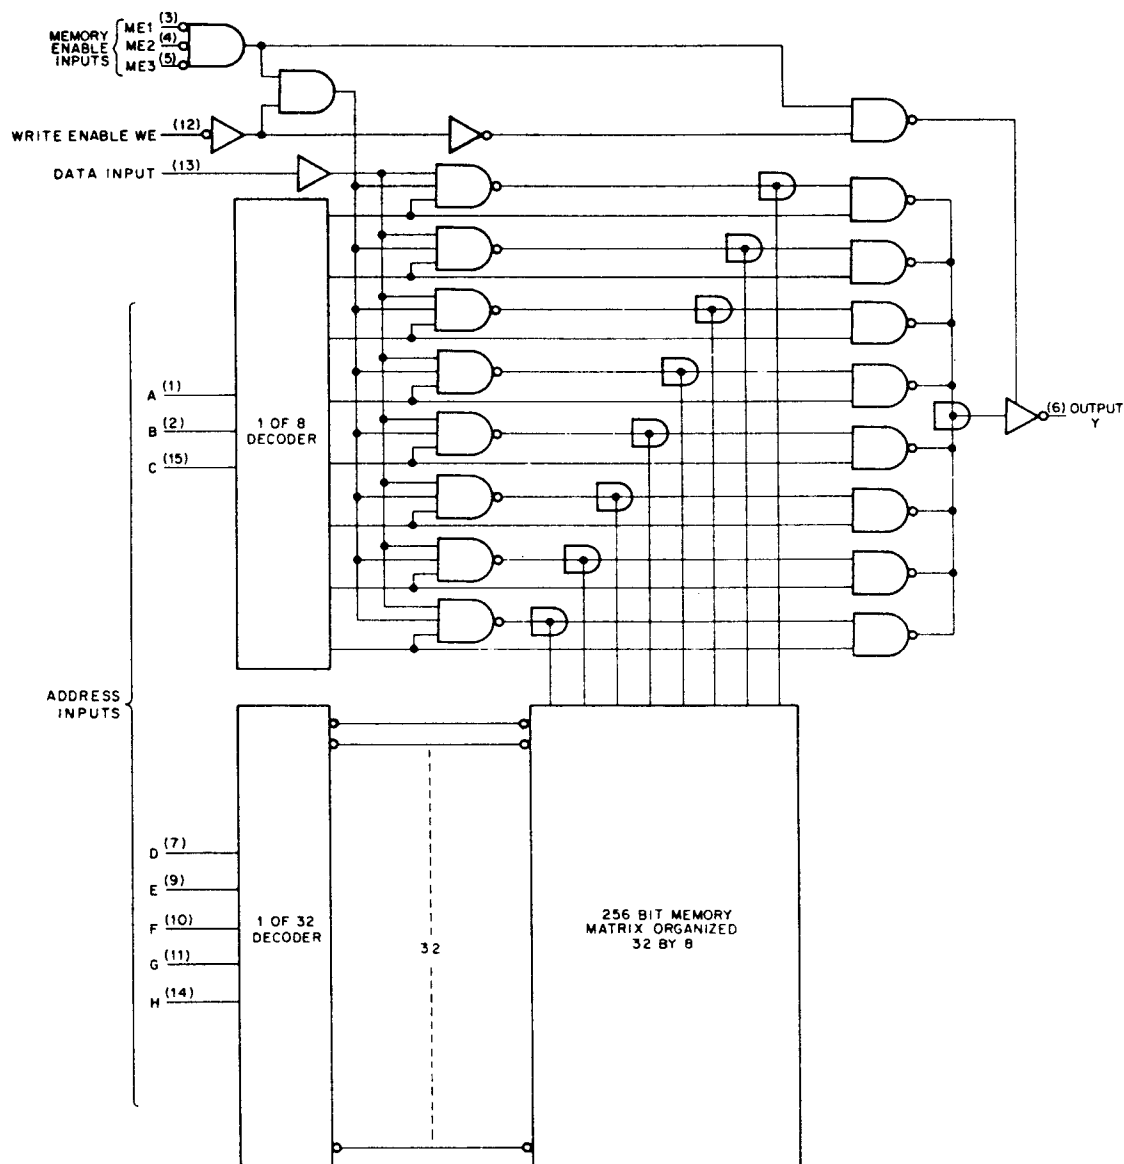 MEMORY
ENABLE
INPUTS
ME1 (3)
ME2 (4)
ME3 (5)
WRITE ENABLE WE (12)
DATA INPUT (13)
A (1)
B (2)
C (15)
1 OF 8
DECODER
(6) OUTPUT
Y
ADDRESS
INPUTS
D (7)
E (9)
F (10)
G (11)
H (14)
1 OF 32
DECODER
32
256 BIT MEMORY
MATRIX ORGANIZED
32 BY 8